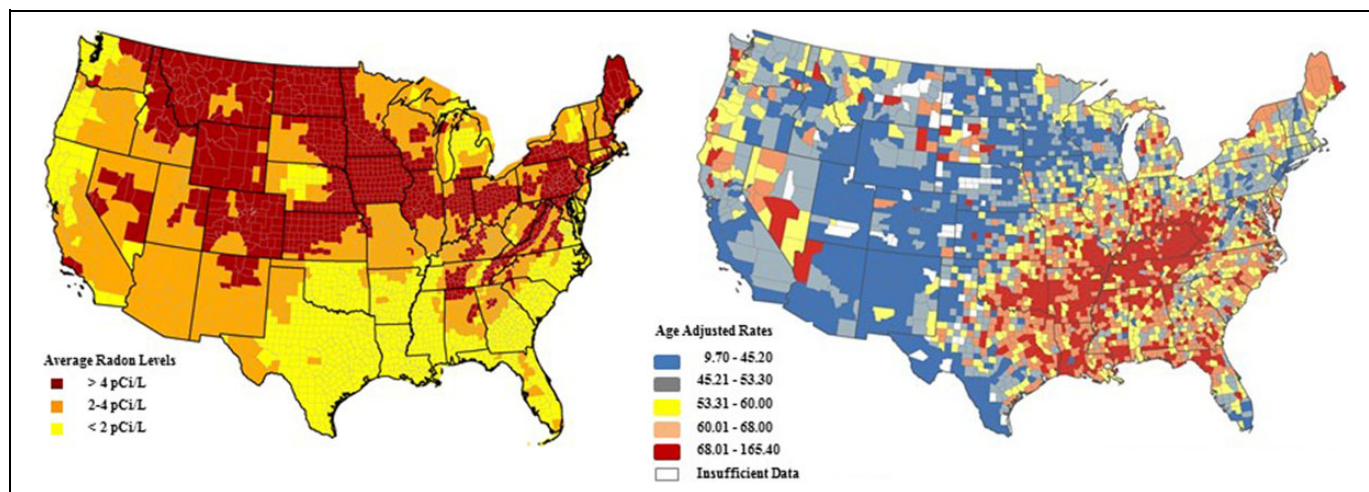 Average Radon Levels
> 4 pCi/L
2-4 pCi/L
< 2 pCi/L
Age Adjusted Rates
9.70 - 45.20
45.21 - 53.30
53.31 - 60.00
60.01 - 68.00
68.01 - 165.40
Insufficient Data